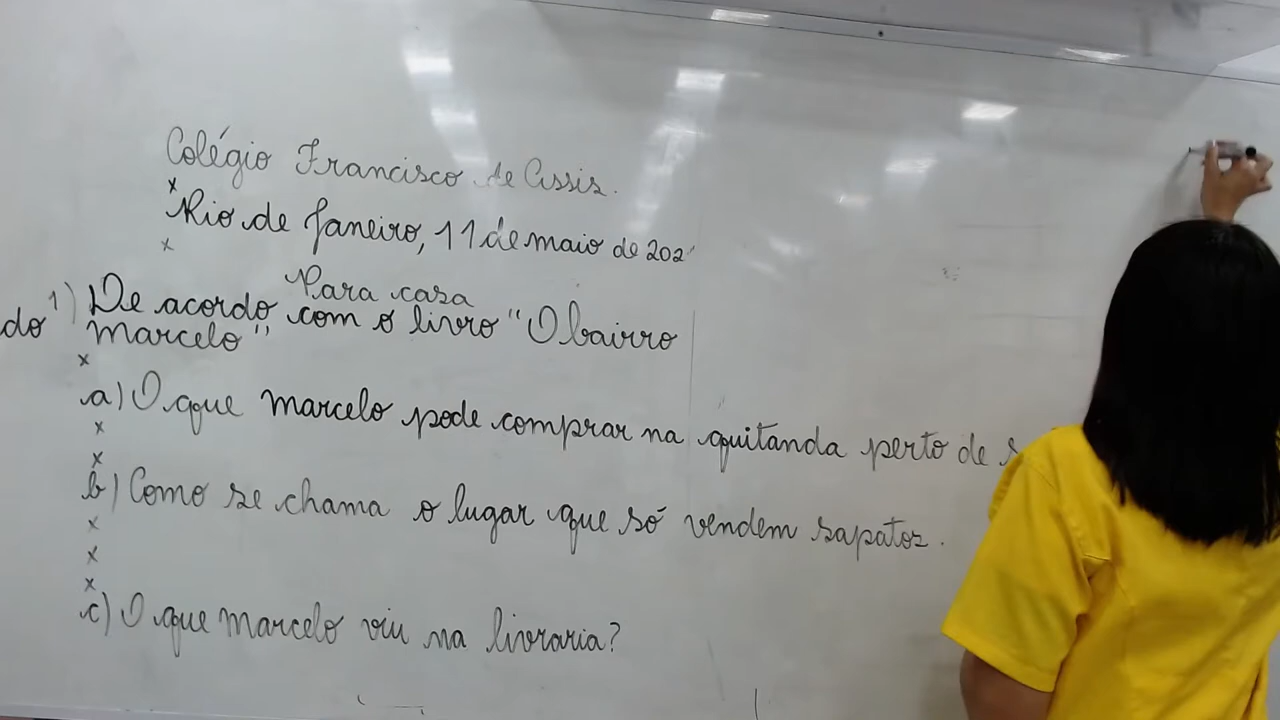 Colégio Francisco de Assis.
x
Rio de Janeiro, 11 de maio de 202
x
Para casa
1) De acordo com o livro "O bairro
do marcelo"
x
a) O que marcelo pode comprar na quitanda perto de s
x
x
b) Como se chama o lugar que só vendem sapatos.
x
x
x
c) O que marcelo viu na livraria?